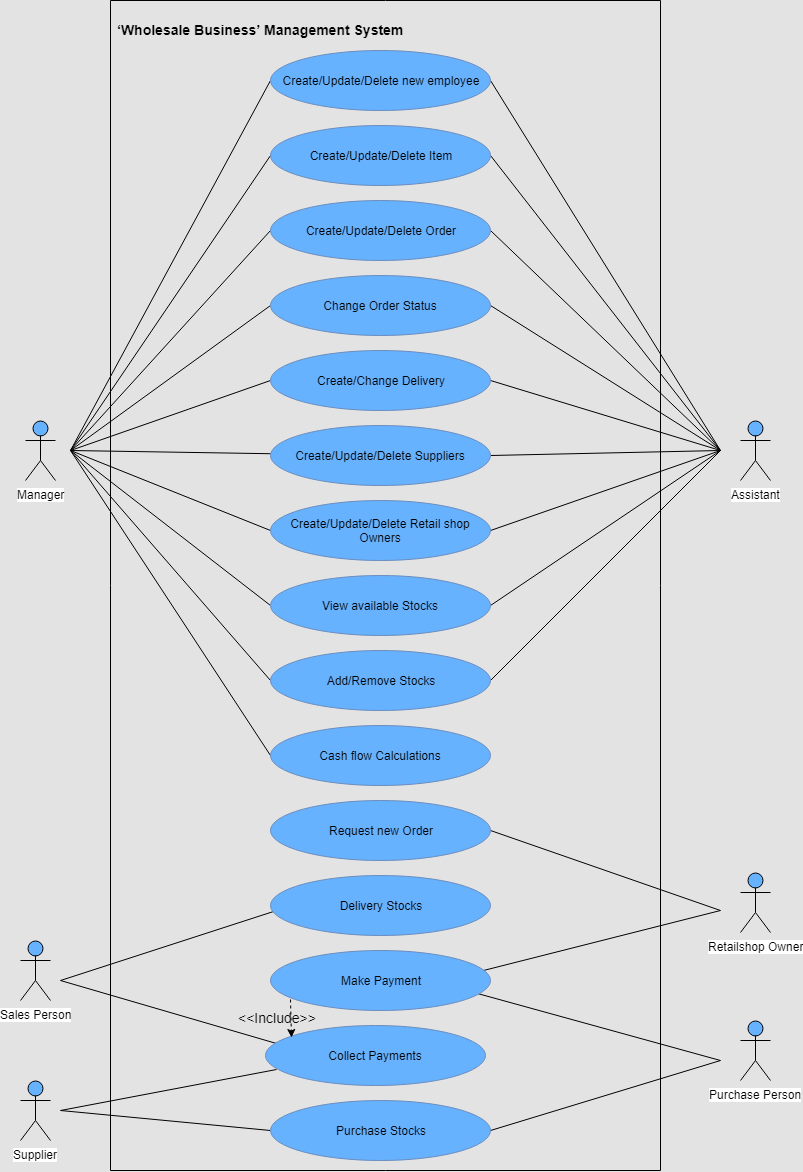 ‘Wholesale Business’ Management System
Create/Update/Delete new employee
Create/Update/Delete Item
Create/Update/Delete Order
Change Order Status
Create/Change Delivery
Manager
Create/Update/Delete Suppliers
Assistant
Create/Update/Delete Retail shop
Owners
View available Stocks
Add/Remove Stocks
Cash flow Calculations
Request new Order
Delivery Stocks
Retailshop Owner
Make Payment
Sales Person
<<Include>>
Collect Payments
Purchase Person
Purchase Stocks
Supplier